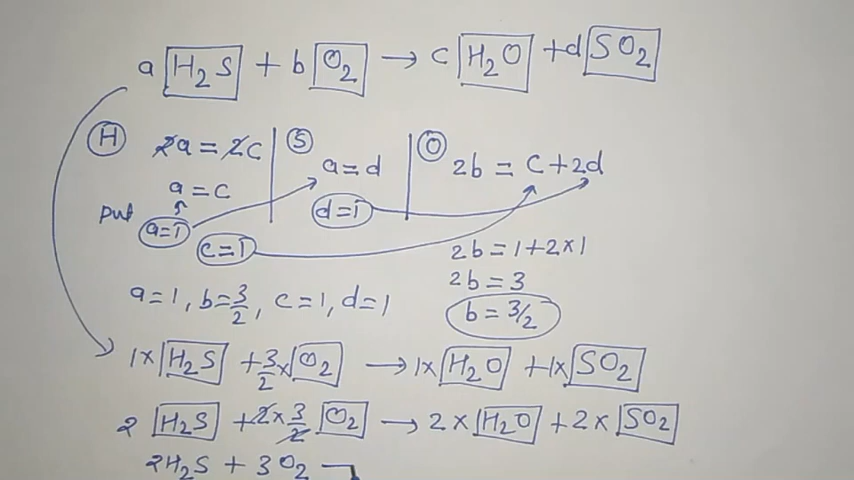 a H₂S + b O₂ → c H₂O + d SO₂
H 2a = 2c S a = d O 2b = c + 2d
a = c
put a=1 d=1
c=1 2b = 1 + 2×1
2b = 3
a=1, b=3/2, c=1, d=1 b = 3/2
1× H₂S + 3/2 × O₂ → 1× H₂O + 1× SO₂
2 H₂S + 2× 3/2 O₂ → 2 × H₂O + 2 × SO₂
2H₂S + 3O₂ →